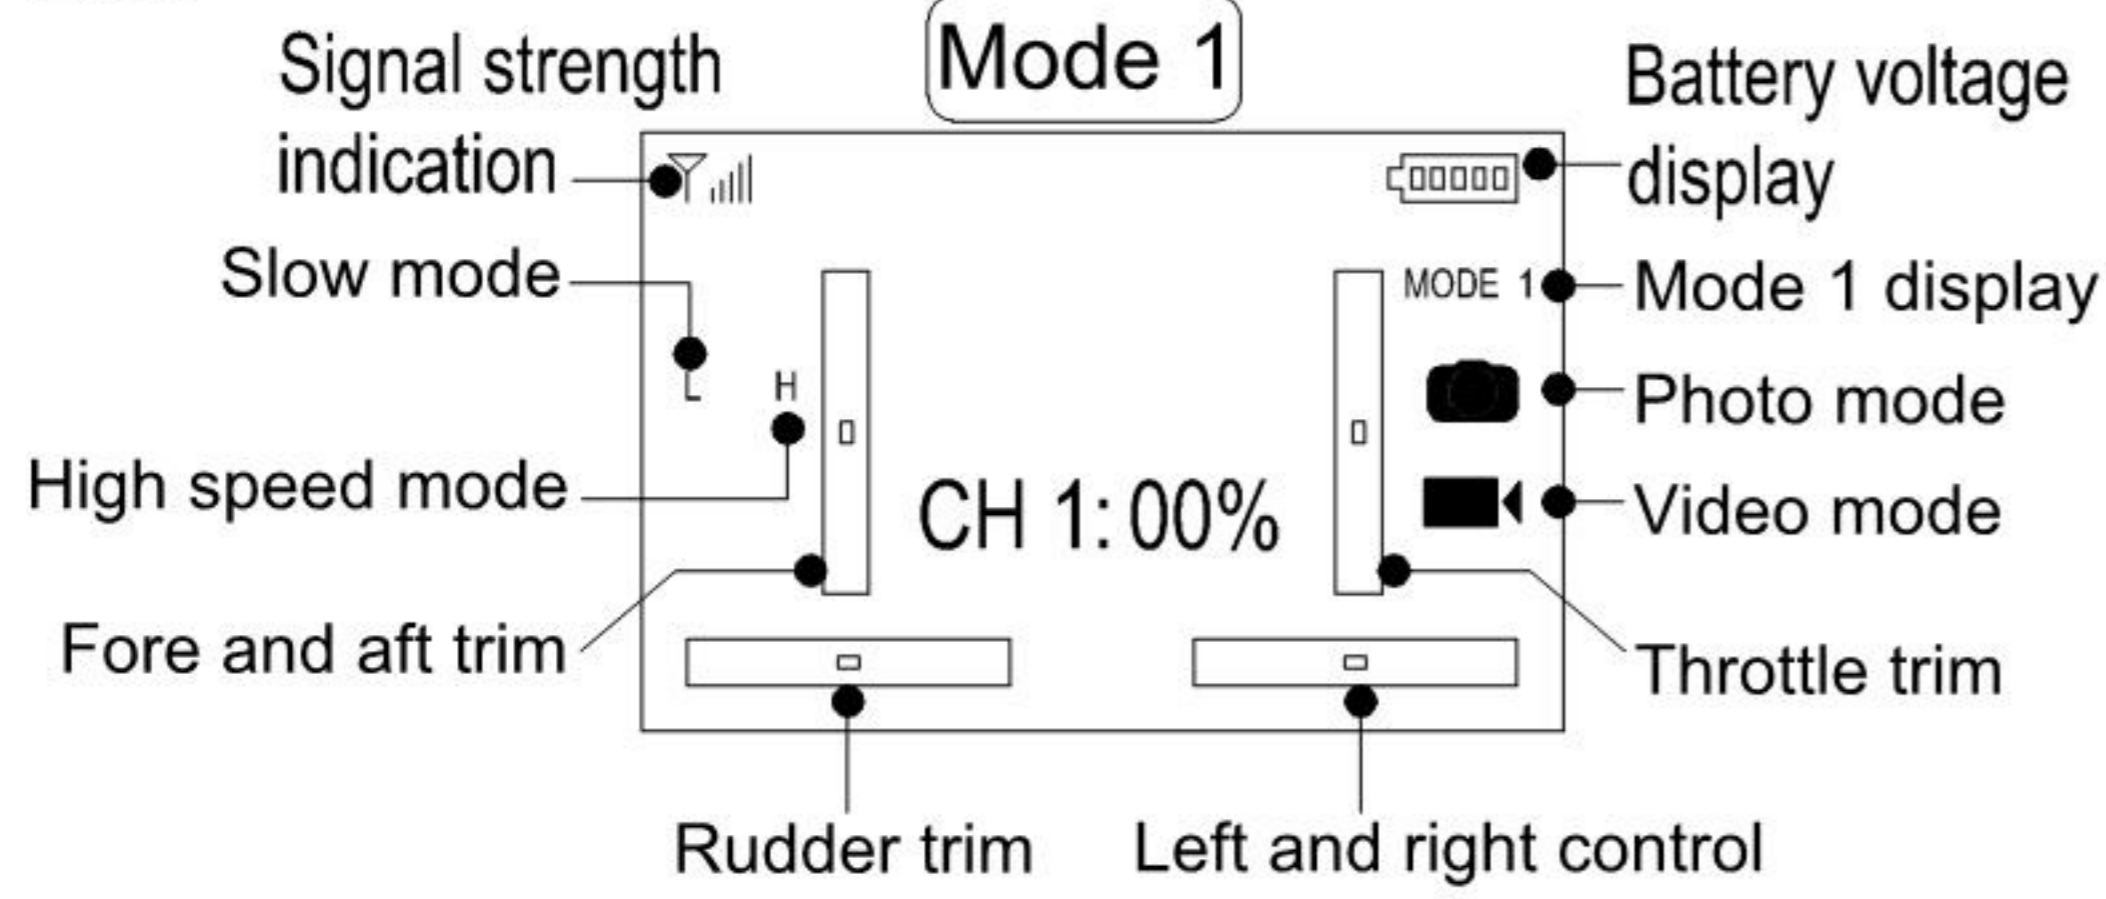 Mode 1
Signal strength
indication
Battery voltage
display
Slow mode
MODE 1
Mode 1 display
L
H
Photo mode
High speed mode
CH 1: 00%
Video mode
Fore and aft trim
Throttle trim
Rudder trim
Left and right control